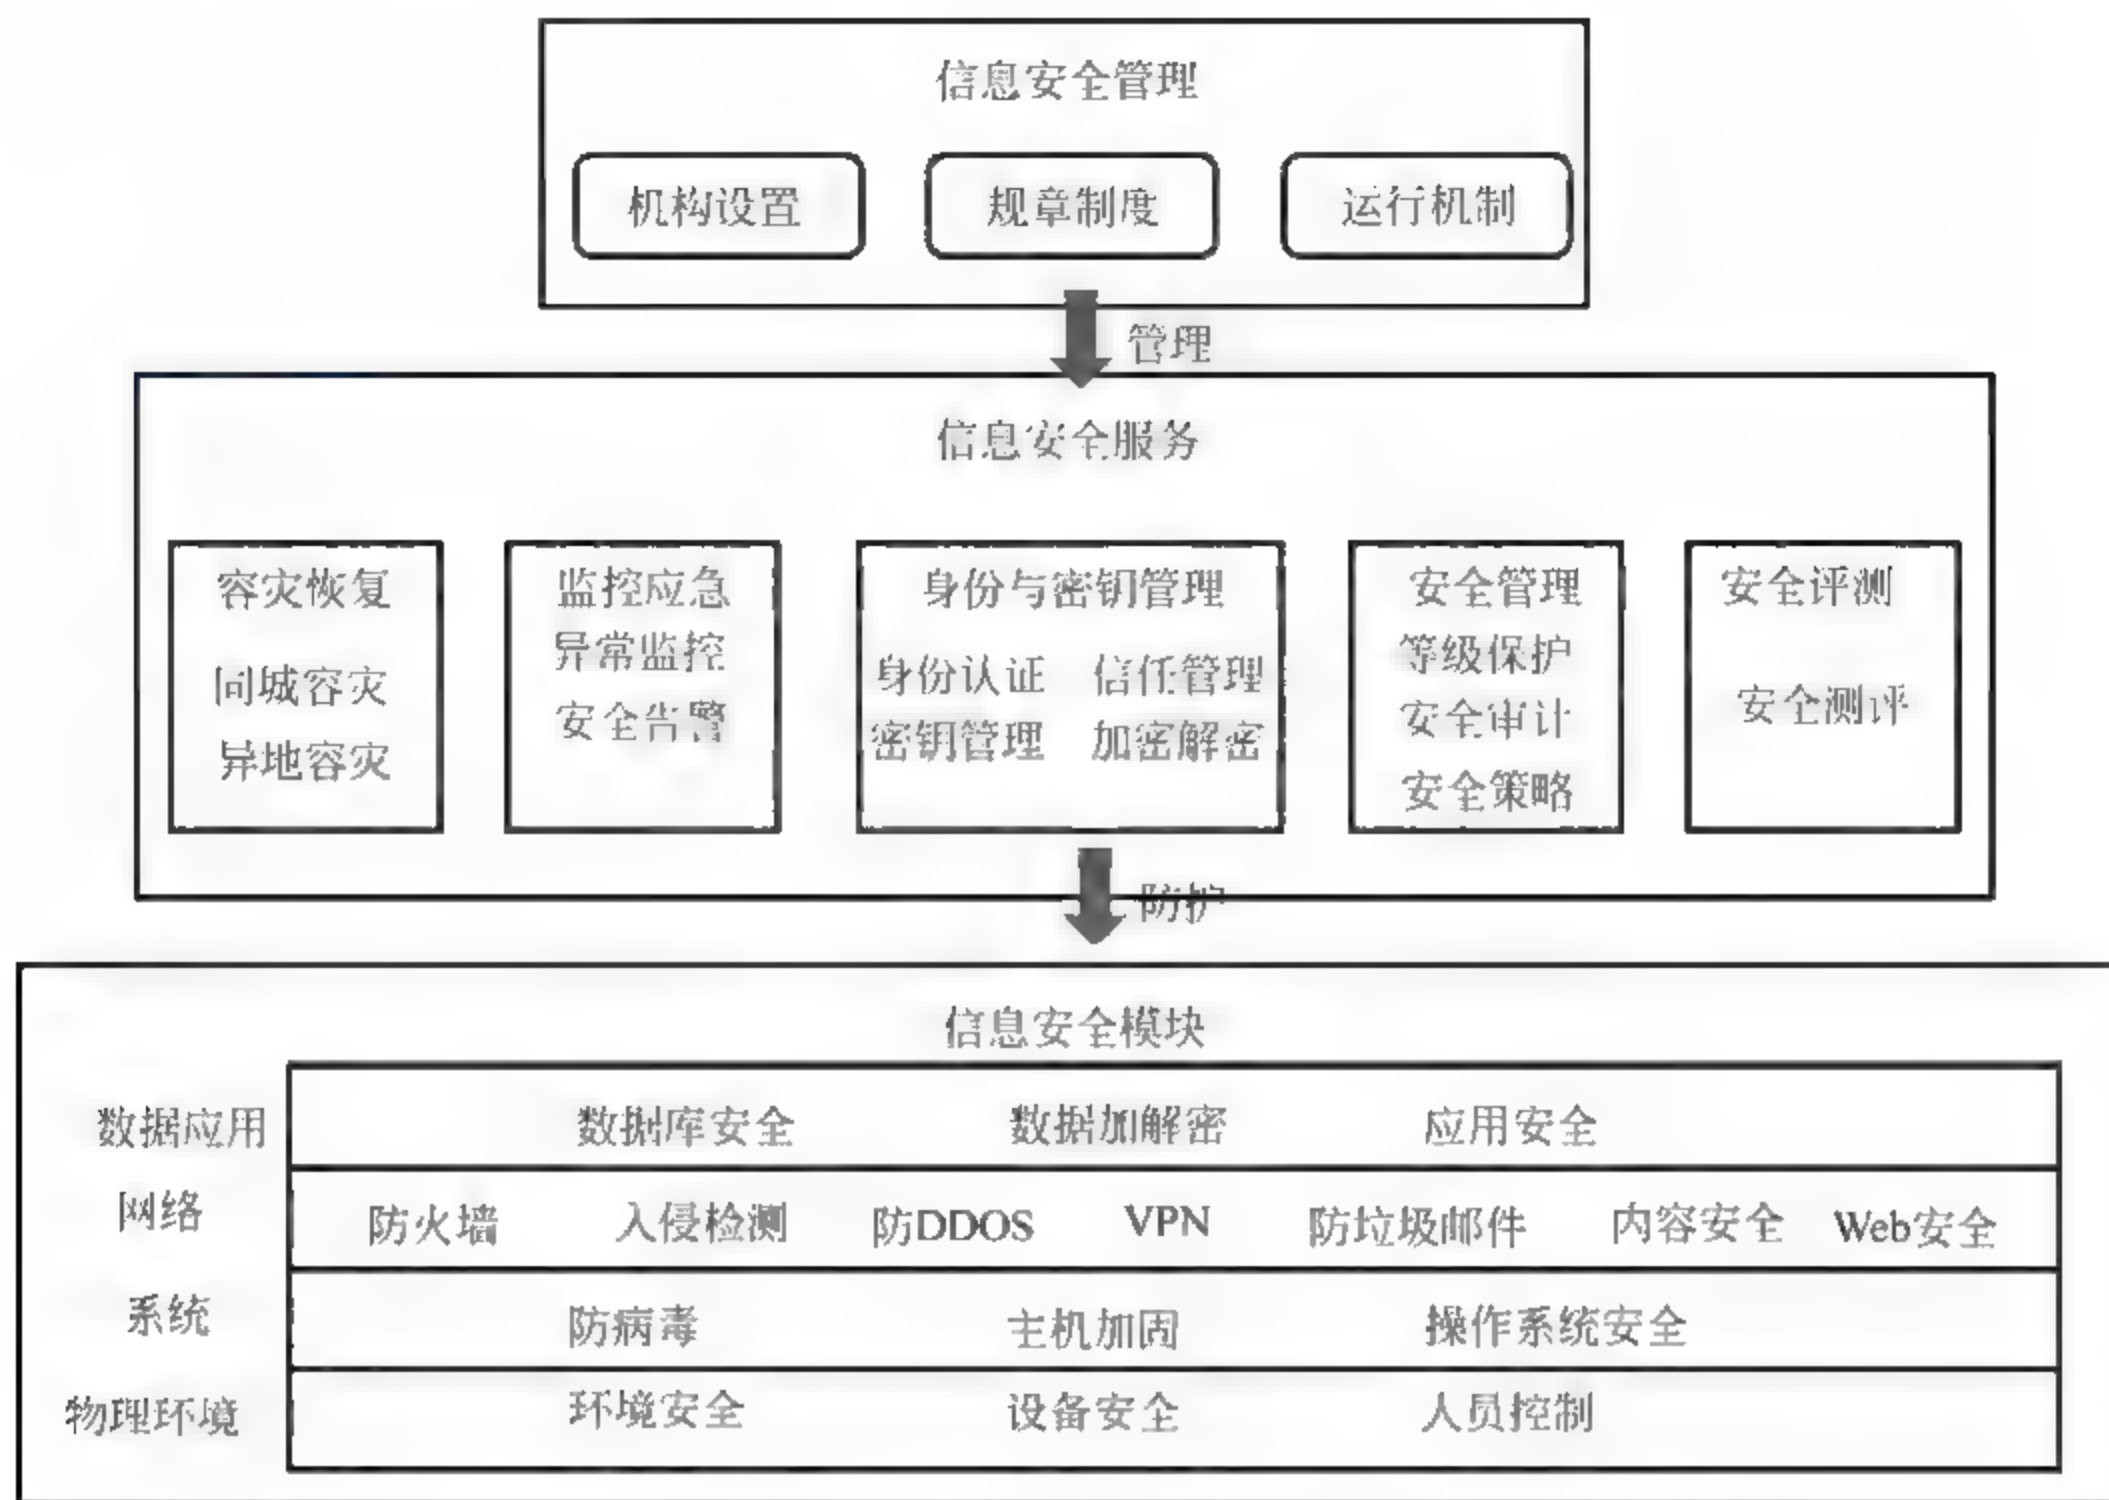 信息安全管理
机构设置 规章制度 运行机制
管理
信息安全服务
容灾恢复
同城容灾
异地容灾
监控应急
异常监控
安全告警
身份与密钥管理
身份认证 信任管理
密钥管理 加密解密
安全管理
等级保护
安全审计
安全策略
安全评测
安全测评
防护
信息安全模块
数据应用 数据库安全 数据加解密 应用安全
网络 防火墙 入侵检测 防DDOS VPN 防垃圾邮件 内容安全 Web安全
系统 防病毒 主机加固 操作系统安全
物理环境 环境安全 设备安全 人员控制